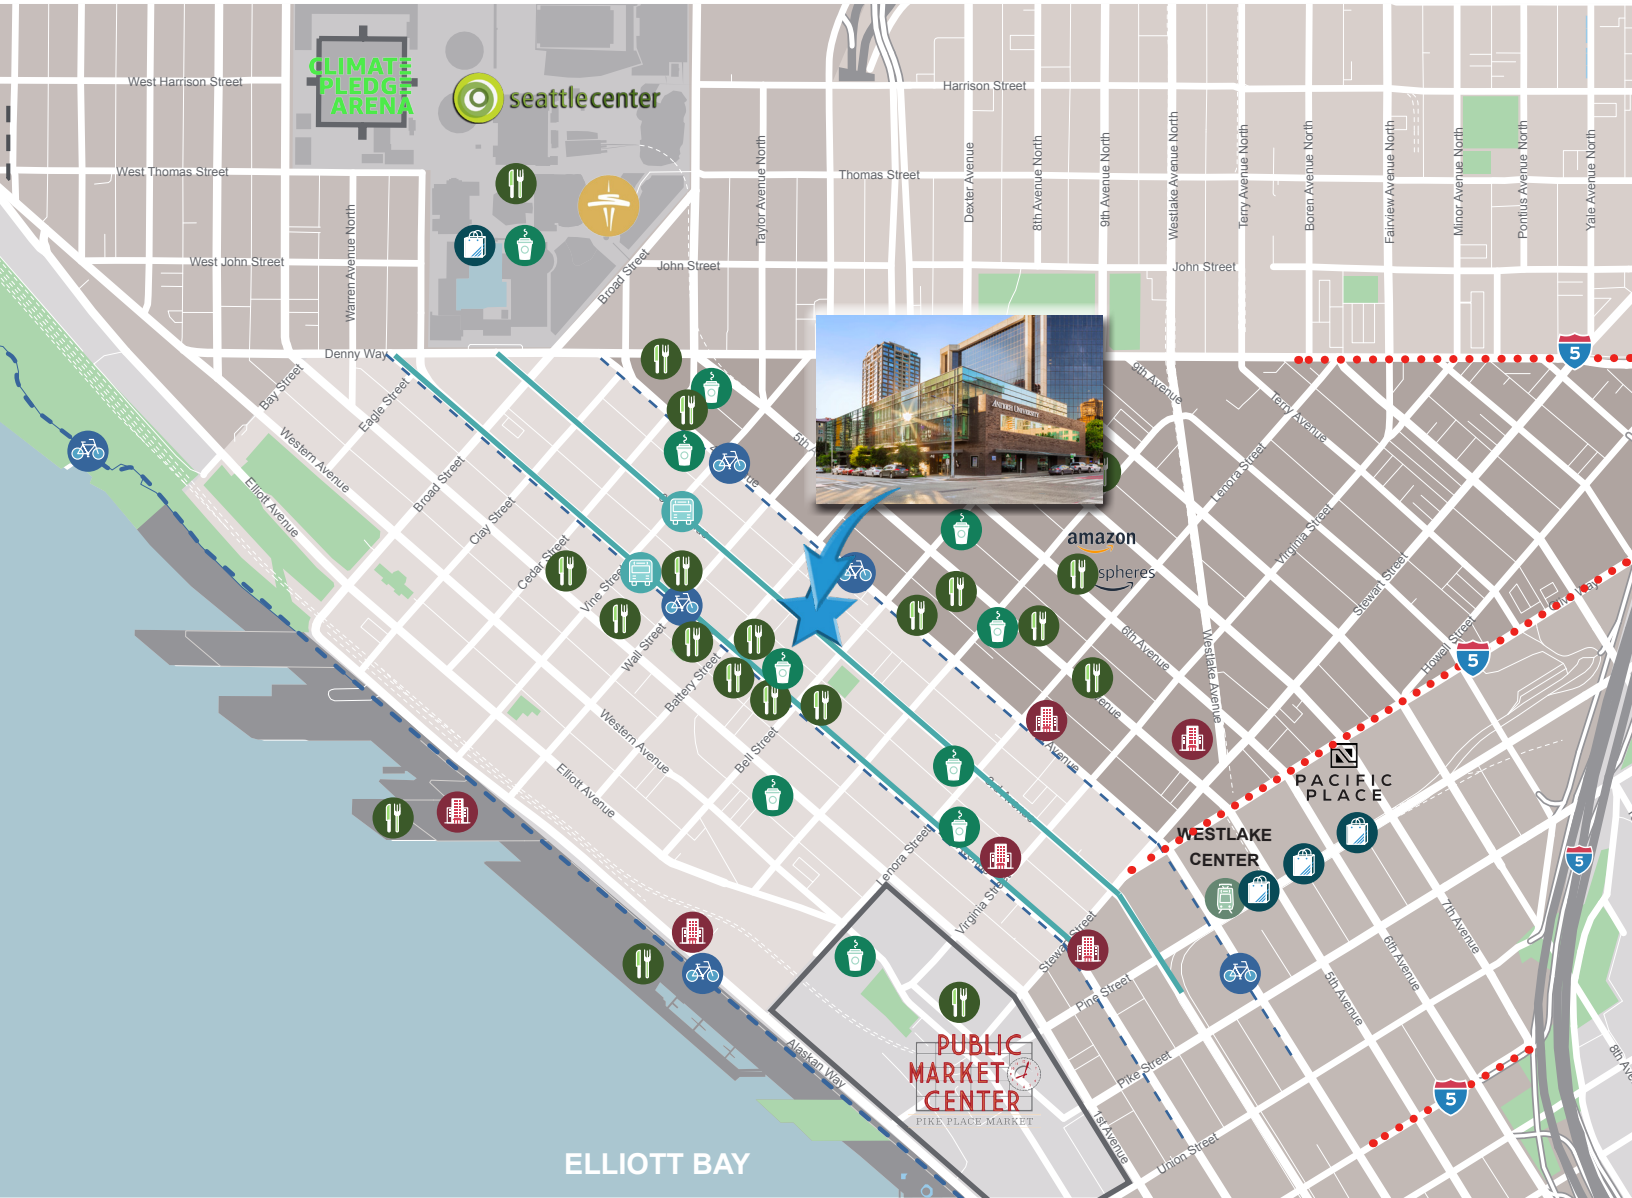 CLIMATE
PLEDGE
ARENA
seattlecenter
West Harrison Street
Harrison Street
West Thomas Street
Thomas Street
Taylor Avenue North
Dexter Avenue
8th Avenue North
9th Avenue North
Westlake Avenue North
Terry Avenue North
Boren Avenue North
Fairview Avenue North
Minor Avenue North
Pontius Avenue North
Yale Avenue North
Warren Avenue North
West John Street
John Street
John Street
Broad Street
Denny Way
5
9th Avenue
Terry Avenue
Bay Street
Eagle Street
ANTIOCH UNIVERSITY
Western Avenue
Elliott Avenue
Broad Street
Clay Street
Cedar Street
Vine Street
Lenora Street
Virginia Street
Stewart Street
amazon
spheres
Olive Way
Howell Street
5
Wall Street
Battery Street
6th Avenue
Westlake Avenue
Western Avenue
Bell Street
Elliott Avenue
3rd Avenue
PACIFIC
PLACE
WESTLAKE
CENTER
5
Lenora Street
Virginia Street
Stewart Street
Pine Street
7th Avenue
6th Avenue
5th Avenue
Pike Street
PUBLIC
MARKET
CENTER
PIKE PLACE MARKET
Alaskan Way
1st Avenue
Union Street
5
8th Ave
ELLIOTT BAY